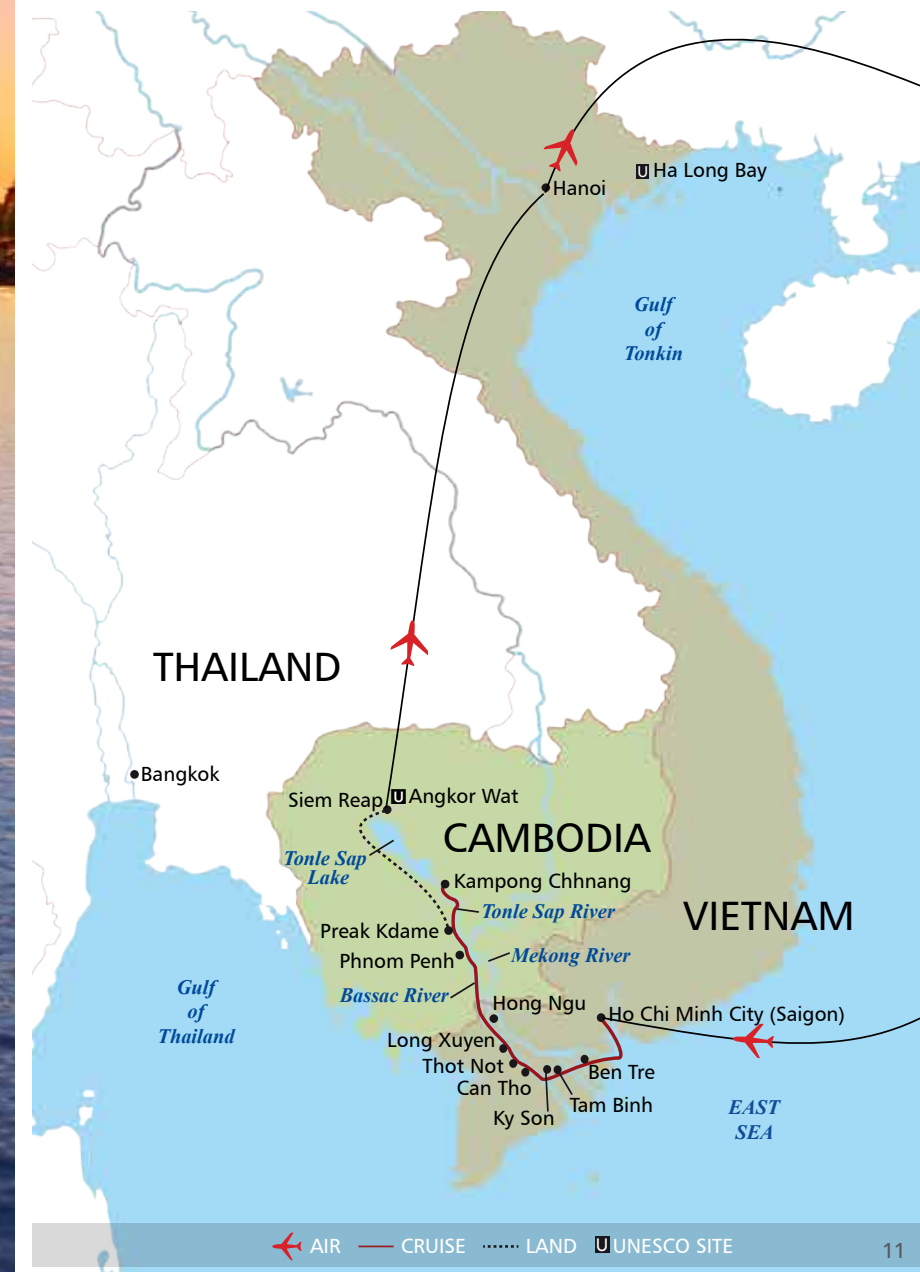 Hanoi
U Ha Long Bay
Gulf
of
Tonkin
THAILAND
Bangkok
Siem Reap
U Angkor Wat
CAMBODIA
Tonle Sap
Lake
Kampong Chhnang
Tonle Sap River
VIETNAM
Preak Kdame
Phnom Penh
Mekong River
Bassac River
Gulf
of
Thailand
Hong Ngu
Ho Chi Minh City (Saigon)
Long Xuyen
Thot Not
Can Tho
Ben Tre
Ky Son
Tam Binh
EAST
SEA
AIR CRUISE LAND U UNESCO SITE
11